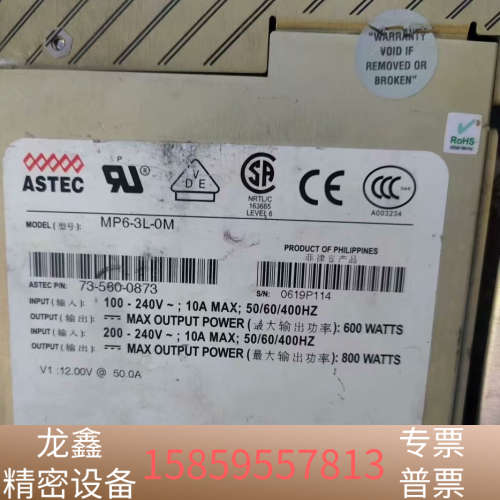 WARRANTY
VOID IF
REMOVED OR
BROKEN"
RoHS
ASTEC
UP
VDE
NRTL/C
163665
LEVEL 6
CCC
A003234
MODEL (型号): MP6-3L-0M
PRODUCT OF PHILIPPINES
菲律宾产品
ASTEC P/N: 73-560-0873
S/N: 0619P114
INPUT (输入): 100 - 240V ~ ; 10A MAX; 50/60/400HZ
OUTPUT (输出): MAX OUTPUT POWER (最大输出功率): 600 WATTS
INPUT (输入): 200 - 240V ~ ; 10A MAX; 50/60/400HZ
OUTPUT (输出): MAX OUTPUT POWER (最大输出功率): 800 WATTS
V1 :12.00V @ 50.0A
龙鑫
精密设备
15859557813
专票
普票